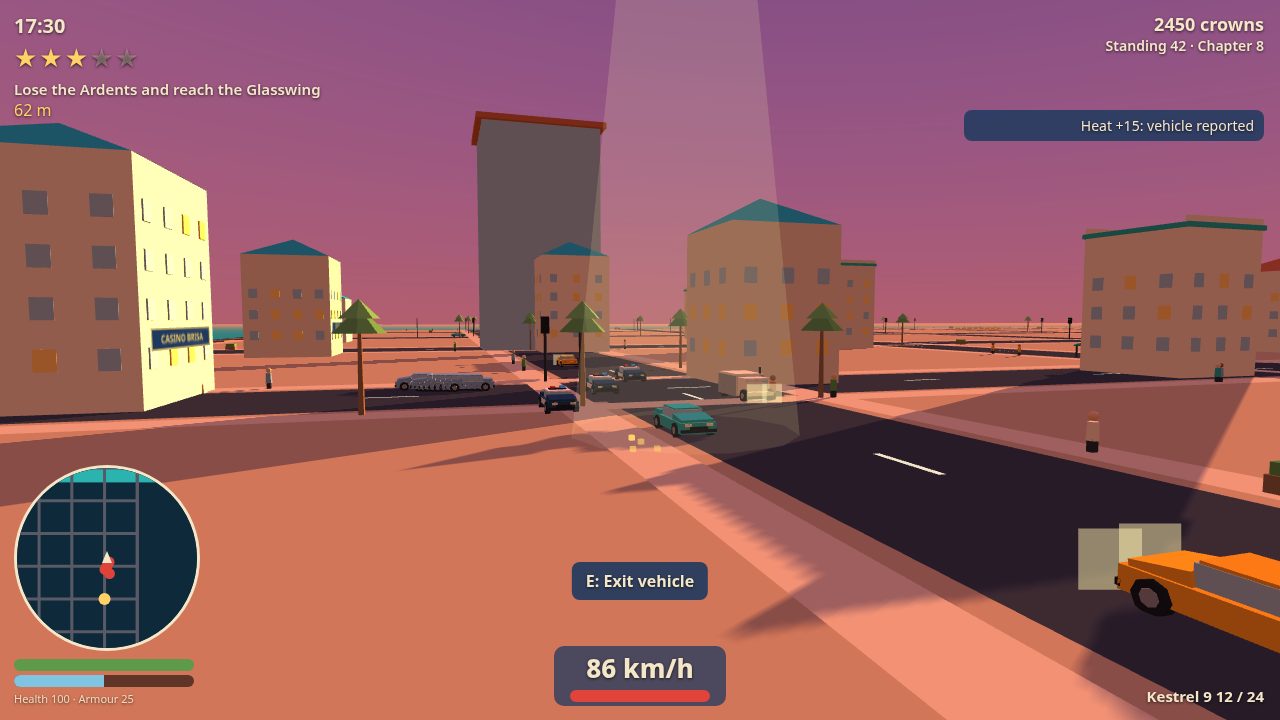 17:30
2450 crowns
Standing 42 · Chapter 8
Lose the Ardents and reach the Glasswing
62 m
Heat +15: vehicle reported
CASINO BRISA
E: Exit vehicle
86 km/h
Health 100 · Armour 25
Kestrel 9 12 / 24